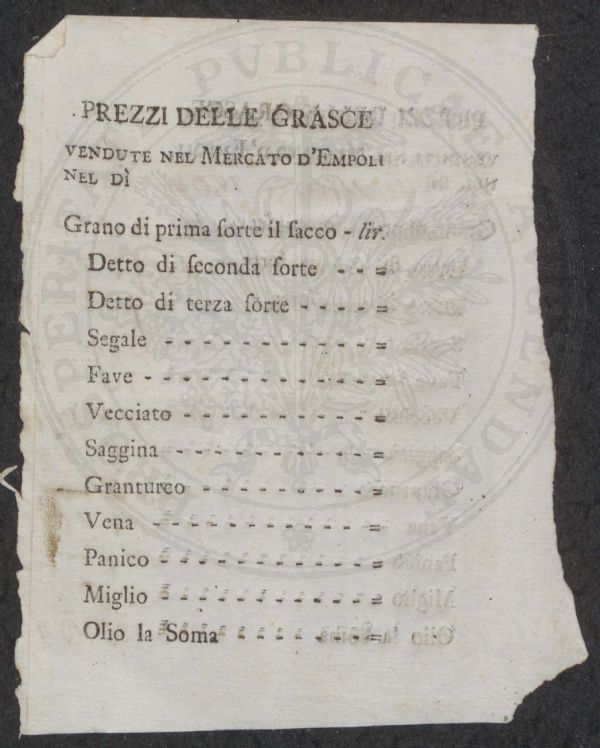 PREZZI DELLE GRASCE
VENDUTE NEL MERCATO D'EMPOLI
NEL DÌ
Grano di prima ſorte il ſacco - lir.
Detto di ſeconda ſorte - - =
Detto di terza ſorte - - - - =
Segale - - - - - - - - - - - =
Fave - - - - - - - - - - - - =
Vecciato - - - - - - - - - - =
Saggina - - - - - - - - - - =
Granturco - - - - - - - - - =
Vena - - - - - - - - - - - =
Panico - - - - - - - - - - - =
Miglio - - - - - - - - - - - =
Olio la Soma - - - - - - - - =